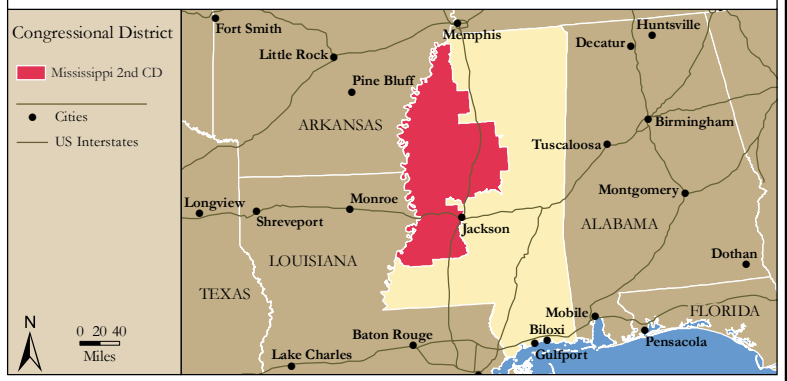 Congressional District
Mississippi 2nd CD
Cities
US Interstates
N
0 20 40
Miles
Fort Smith
Memphis
Huntsville
Decatur
Little Rock
Pine Bluff
ARKANSAS
Birmingham
Tuscaloosa
Longview
Shreveport
Monroe
Jackson
Montgomery
ALABAMA
LOUISIANA
Dothan
TEXAS
Mobile
FLORIDA
Baton Rouge
Biloxi
Gulfport
Pensacola
Lake Charles